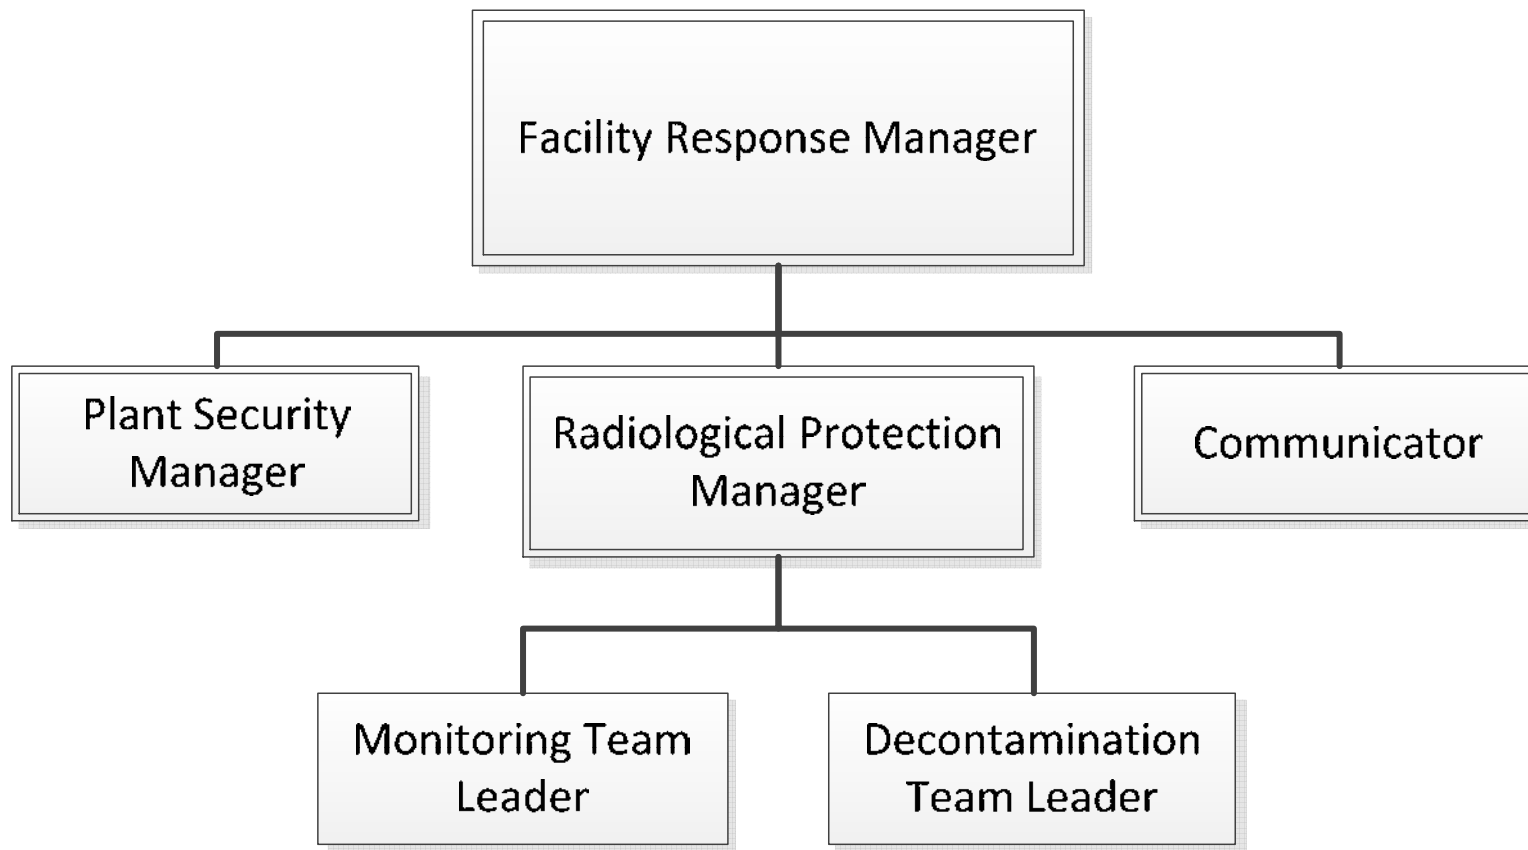 Facility Response Manager
Plant Security
Manager
Radiological Protection
Manager
Communicator
Monitoring Team
Leader
Decontamination
Team Leader